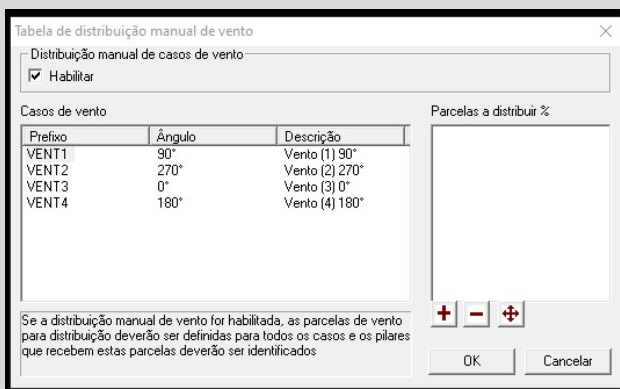 Tabela de distribuição manual de vento
Distribuição manual de casos de vento
Habilitar
Casos de vento
Parcelas a distribuir %
Prefixo Ângulo Descrição
VENT1 90° Vento (1) 90°
VENT2 270° Vento (2) 270°
VENT3 0° Vento (3) 0°
VENT4 180° Vento (4) 180°
Se a distribuição manual de vento for habilitada, as parcelas de vento
para distribuição deverão ser definidas para todos os casos e os pilares
que recebem estas parcelas deverão ser identificados
OK Cancelar